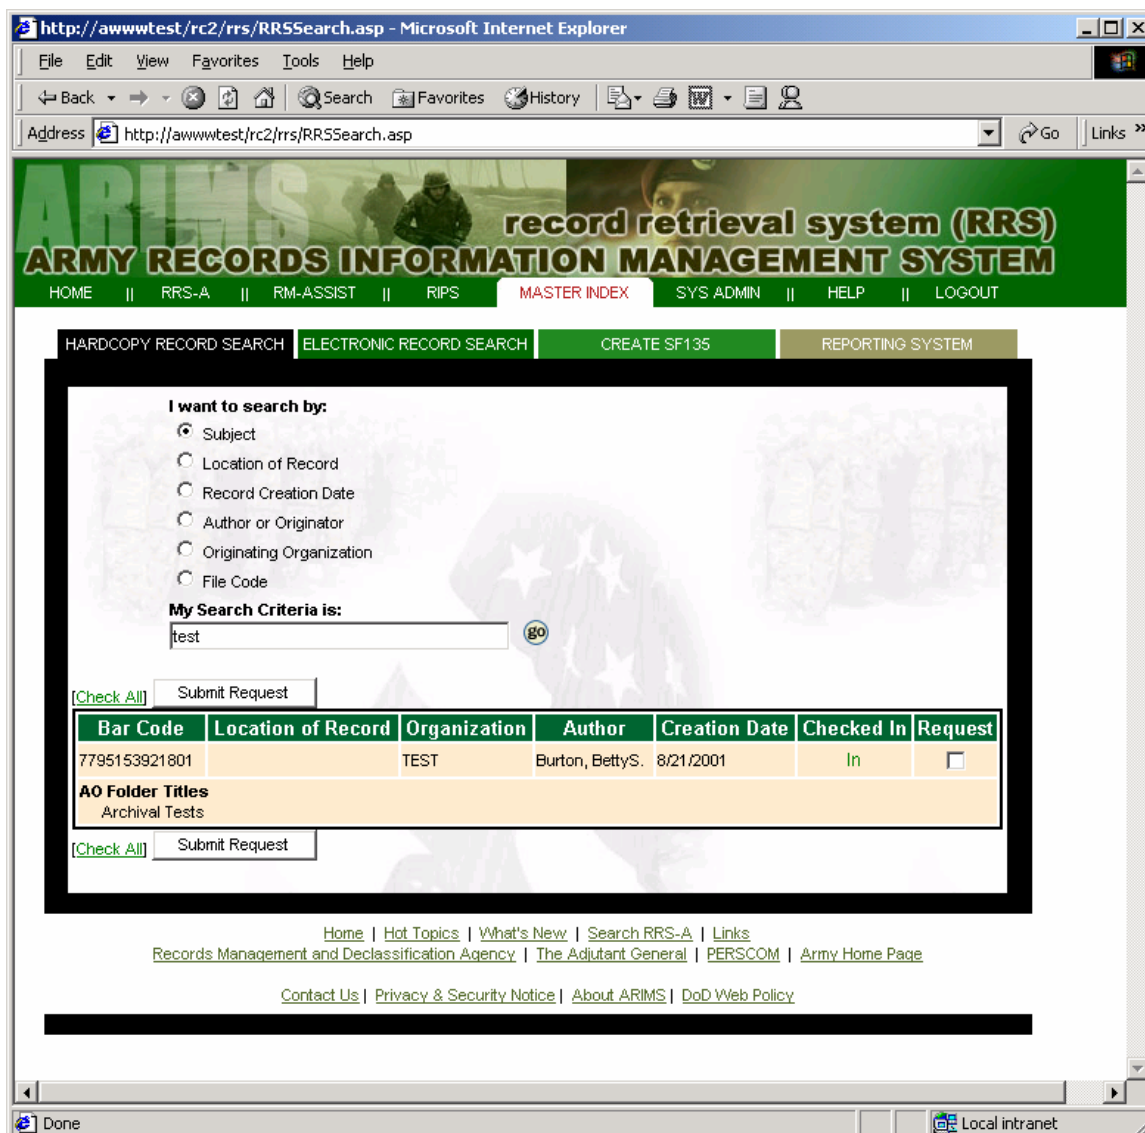 http://awwwtest/rc2/rrs/RRSSearch.asp - Microsoft Internet Explorer
File Edit View Favorites Tools Help
Back Search Favorites History
Address http://awwwtest/rc2/rrs/RRSSearch.asp Go Links »
ARIMS
record retrieval system (RRS)
ARMY RECORDS INFORMATION MANAGEMENT SYSTEM
HOME || RRS-A || RM-ASSIST || RIPS MASTER INDEX SYS ADMIN || HELP || LOGOUT
HARDCOPY RECORD SEARCH ELECTRONIC RECORD SEARCH CREATE SF135 REPORTING SYSTEM
I want to search by:
Subject
Location of Record
Record Creation Date
Author or Originator
Originating Organization
File Code
My Search Criteria is:
test go
[Check All] Submit Request
Bar Code Location of Record Organization Author Creation Date Checked In Request
7795153921801 TEST Burton, BettyS. 8/21/2001 In
AO Folder Titles
Archival Tests
[Check All] Submit Request
Home | Hot Topics | What's New | Search RRS-A | Links
Records Management and Declassification Agency | The Adjutant General | PERSCOM | Army Home Page
Contact Us | Privacy & Security Notice | About ARIMS | DoD Web Policy
Done Local intranet